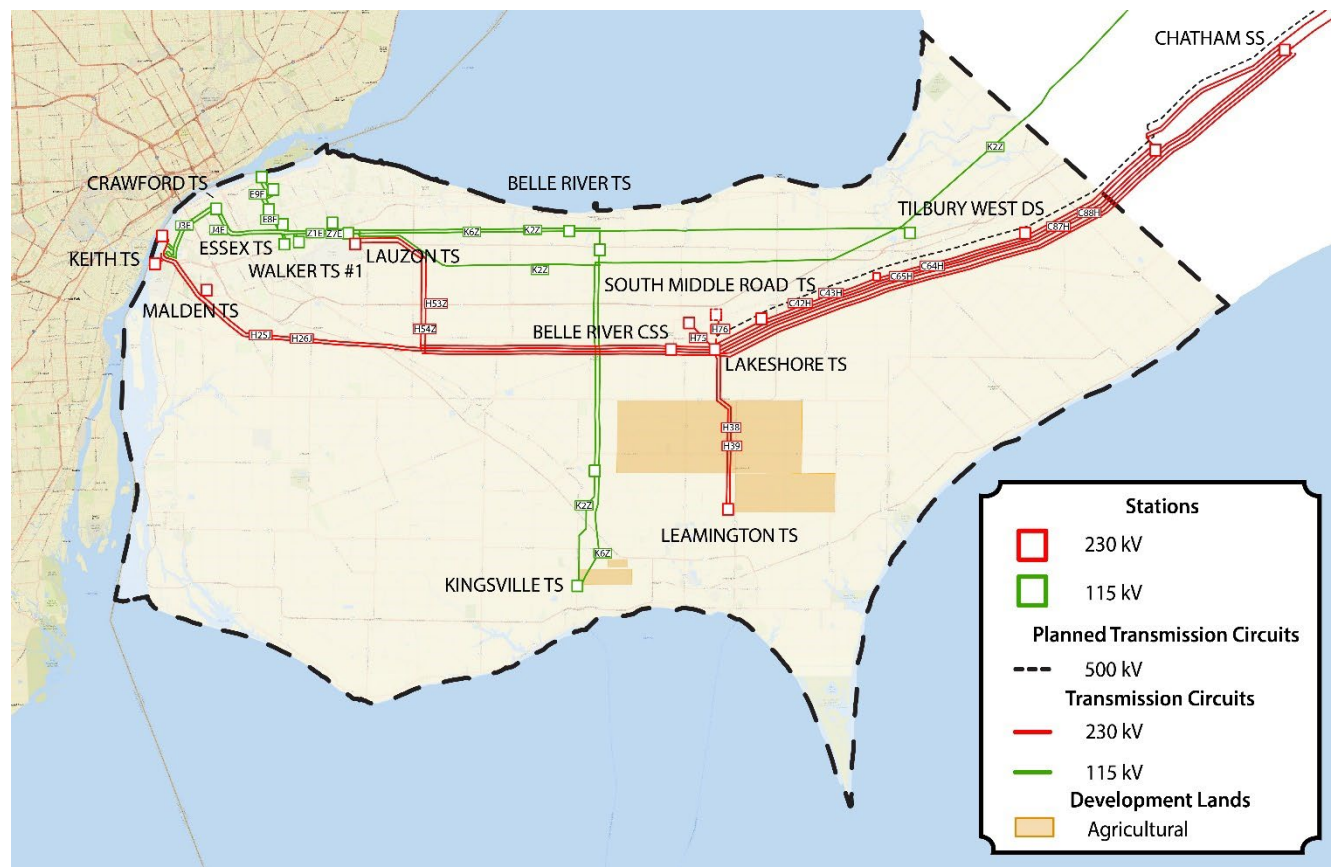 CHATHAM SS
K2Z
CRAWFORD TS
E9F
BELLE RIVER TS
E8F
J3E
J4E
TILBURY WEST DS
C88H
C87H
ESSEX TS
Z1E
Z7E
K6Z
K2Z
KEITH TS
WALKER TS #1
LAUZON TS
K2Z
C64H
C65H
SOUTH MIDDLE ROAD TS
C43H
C42H
MALDEN TS
H53Z
H54Z
H25J
H26J
BELLE RIVER CSS
H76
H75
LAKESHORE TS
H38
H39
K2Z
LEAMINGTON TS
K6Z
KINGSVILLE TS
Stations
230 kV
115 kV
Planned Transmission Circuits
500 kV
Transmission Circuits
230 kV
115 kV
Development Lands
Agricultural